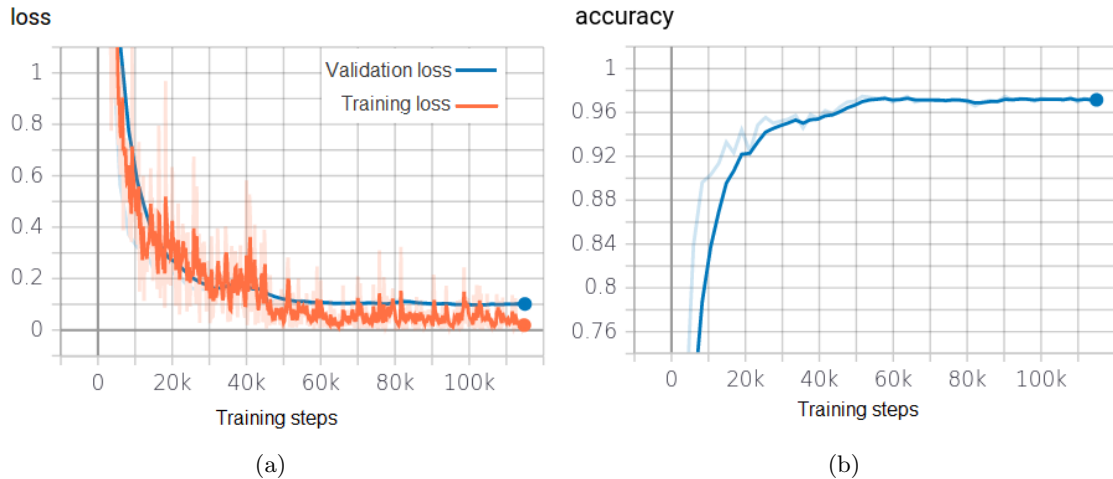 loss
1
0.8
0.6
0.4
0.2
0
Validation loss
Training loss
0 20k 40k 60k 80k 100k
Training steps
(a)
accuracy
1
0.96
0.92
0.88
0.84
0.8
0.76
0 20k 40k 60k 80k 100k
Training steps
(b)